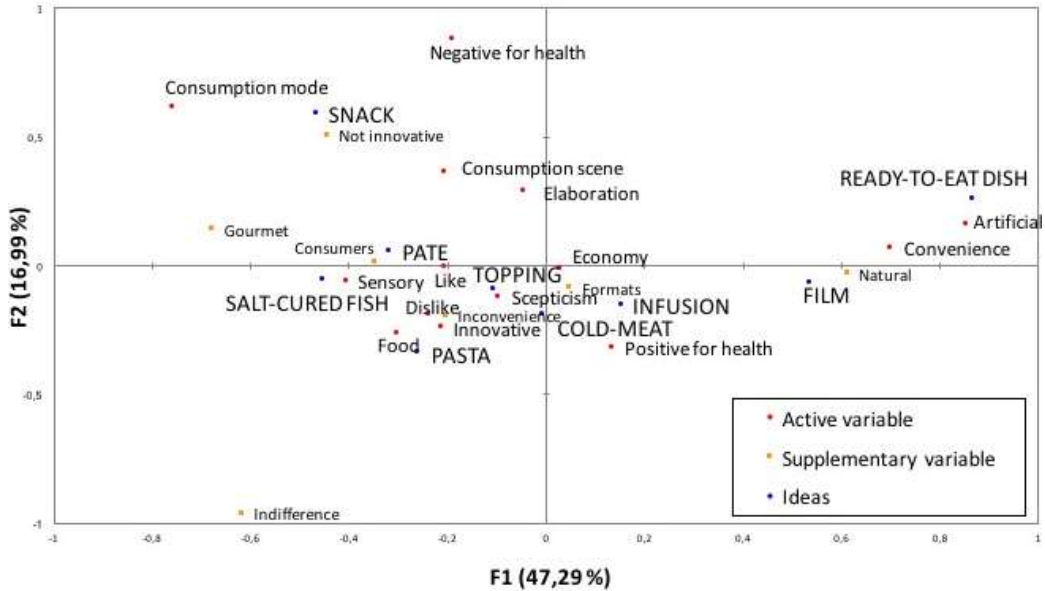 1
Negative for health
Consumption mode
SNACK
0,5
Not innovative
Consumption scene
READY-TO-EAT DISH
Elaboration
Artificial
Gourmet
Consumers
PATE
Economy
Convenience
0
Sensory
Like
TOPPING
Formats
Natural
SALT-CURED FISH
Dislike
Scepticism
INFUSION
FILM
Inconvenience
Innovative
COLD-MEAT
Food
PASTA
Positive for health
-0,5
Active variable
Supplementary variable
Ideas
Indifference
-1
-1
-0,8
-0,6
-0,4
-0,2
0
0,2
0,4
0,6
0,8
1
F1 (47,29 %)
F2 (16,99 %)